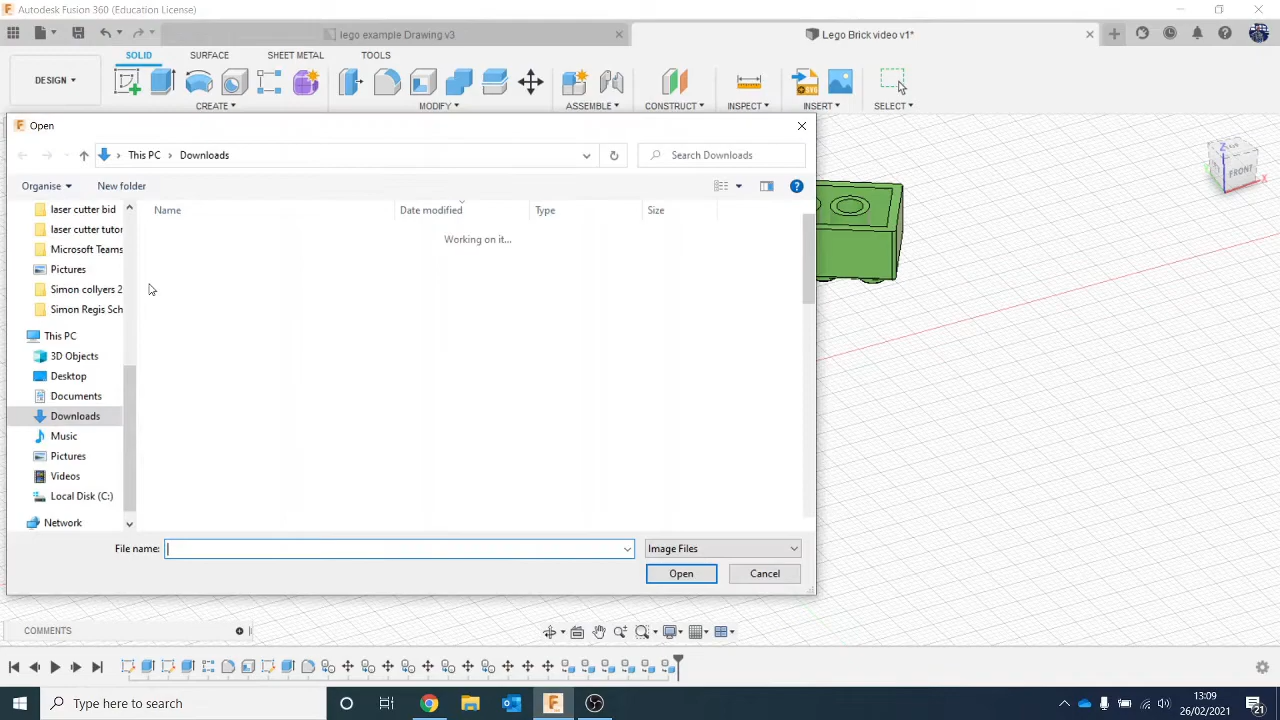 Autodesk Fusion 360 (Education License)
lego example Drawing v3
Lego Brick video v1*
SOLID SURFACE SHEET METAL TOOLS
DESIGN
CREATE MODIFY ASSEMBLE CONSTRUCT INSPECT INSERT SELECT
Open
This PC Downloads
Search Downloads
Organise New folder
Name Date modified Type Size
Working on it...
laser cutter bid
laser cutter tutor
Microsoft Teams
Pictures
Simon collyers 2
Simon Regis Sch
This PC
3D Objects
Desktop
Documents
Downloads
Music
Pictures
Videos
Local Disk (C:)
Network
File name:
Image Files
Open Cancel
Z
FRONT
X
COMMENTS
Type here to search
13:09
26/02/2021
21